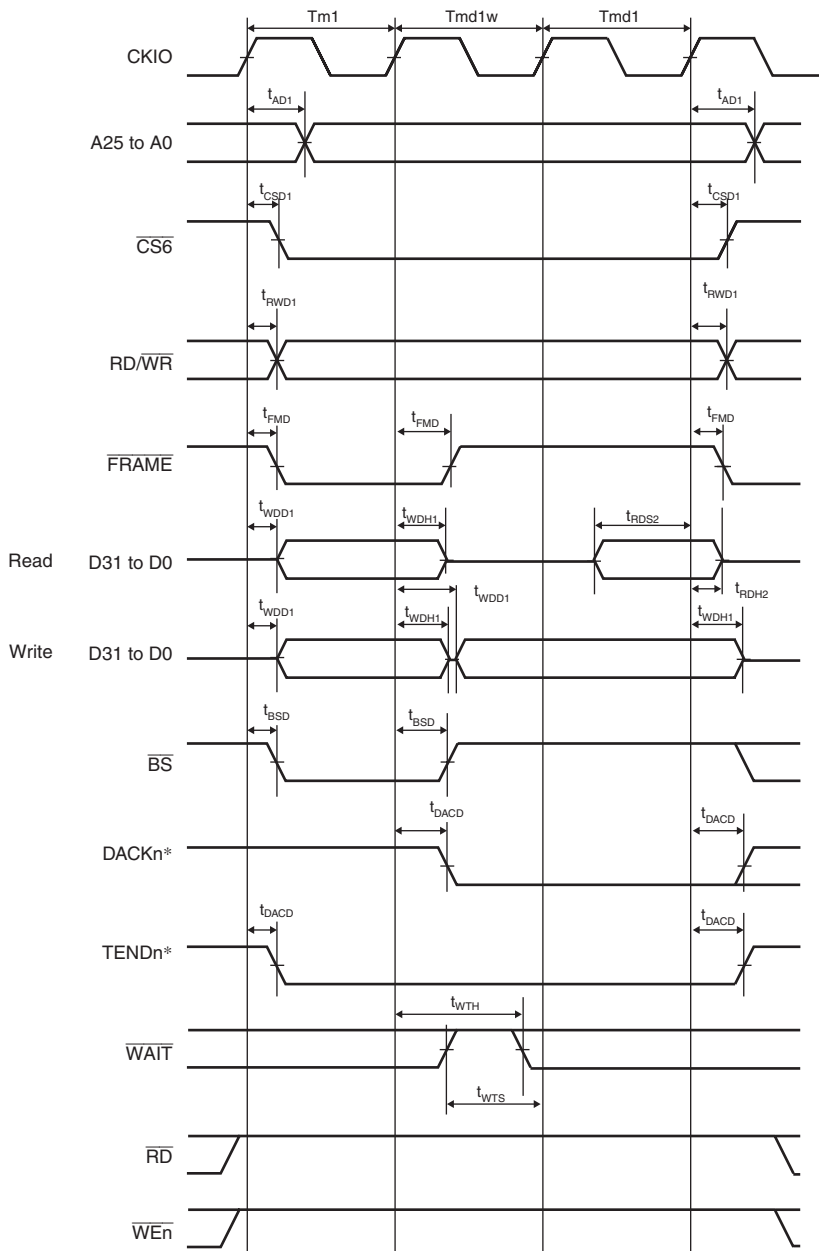 Tm1 Tmd1w Tmd1
CKIO
tAD1 tAD1
A25 to A0
tCSD1 tCSD1
CS6
tRWD1 tRWD1
RD/WR
tFMD tFMD tFMD
FRAME
tWDD1 tWDH1 tRDS2
Read D31 to D0
tWDD1 tRDH2
tWDD1 tWDH1 tWDH1
Write D31 to D0
tBSD tBSD
BS
tDACD tDACD
DACKn*
tDACD tDACD
TENDn*
tWTH
WAIT
tWTS
RD
WEn